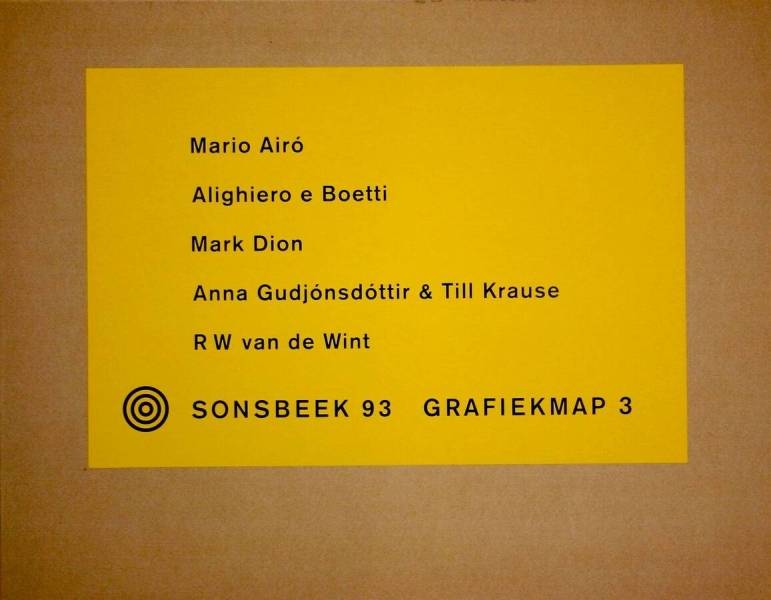 Mario Airó
Alighiero e Boetti
Mark Dion
Anna Gudjónsdóttir & Till Krause
R W van de Wint
SONSBEEK 93 GRAFIEKMAP 3